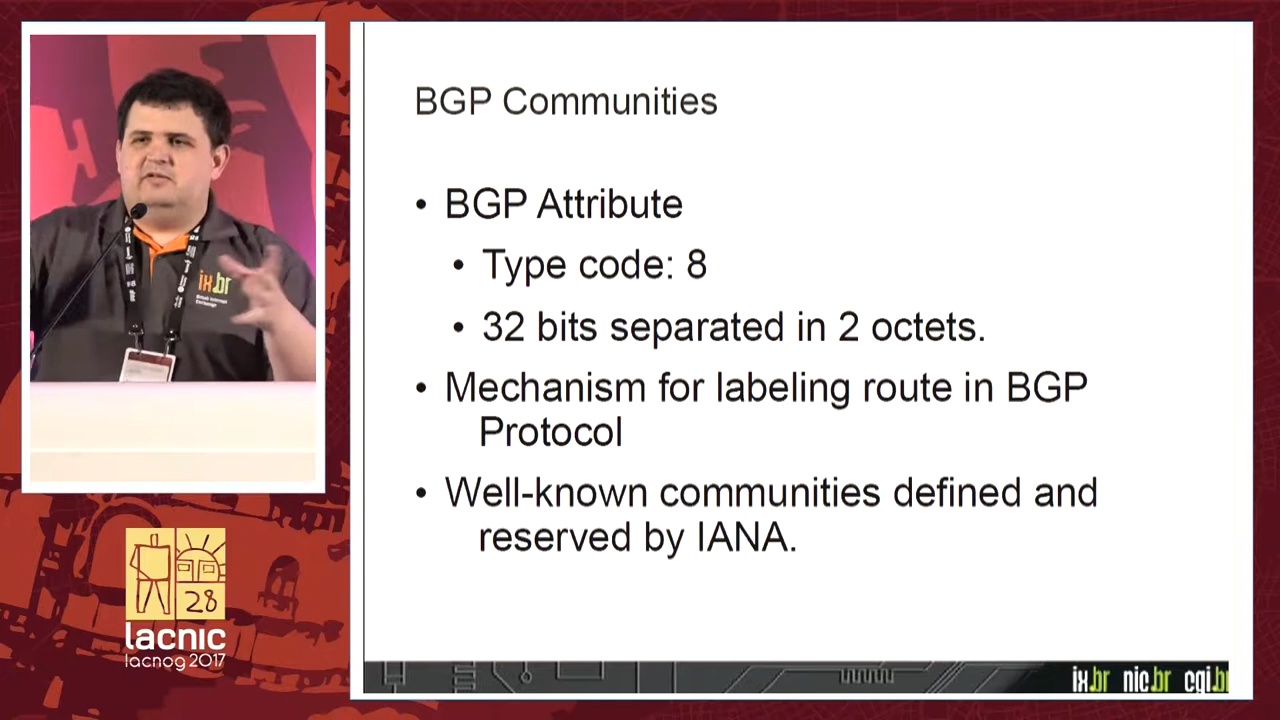 BGP Communities
• BGP Attribute
• Type code: 8
• 32 bits separated in 2 octets.
• Mechanism for labeling route in BGP
Protocol
• Well-known communities defined and
reserved by IANA.
ix.br
28
lacnic
lacnog 2017
ix.br nic.br cgi.br